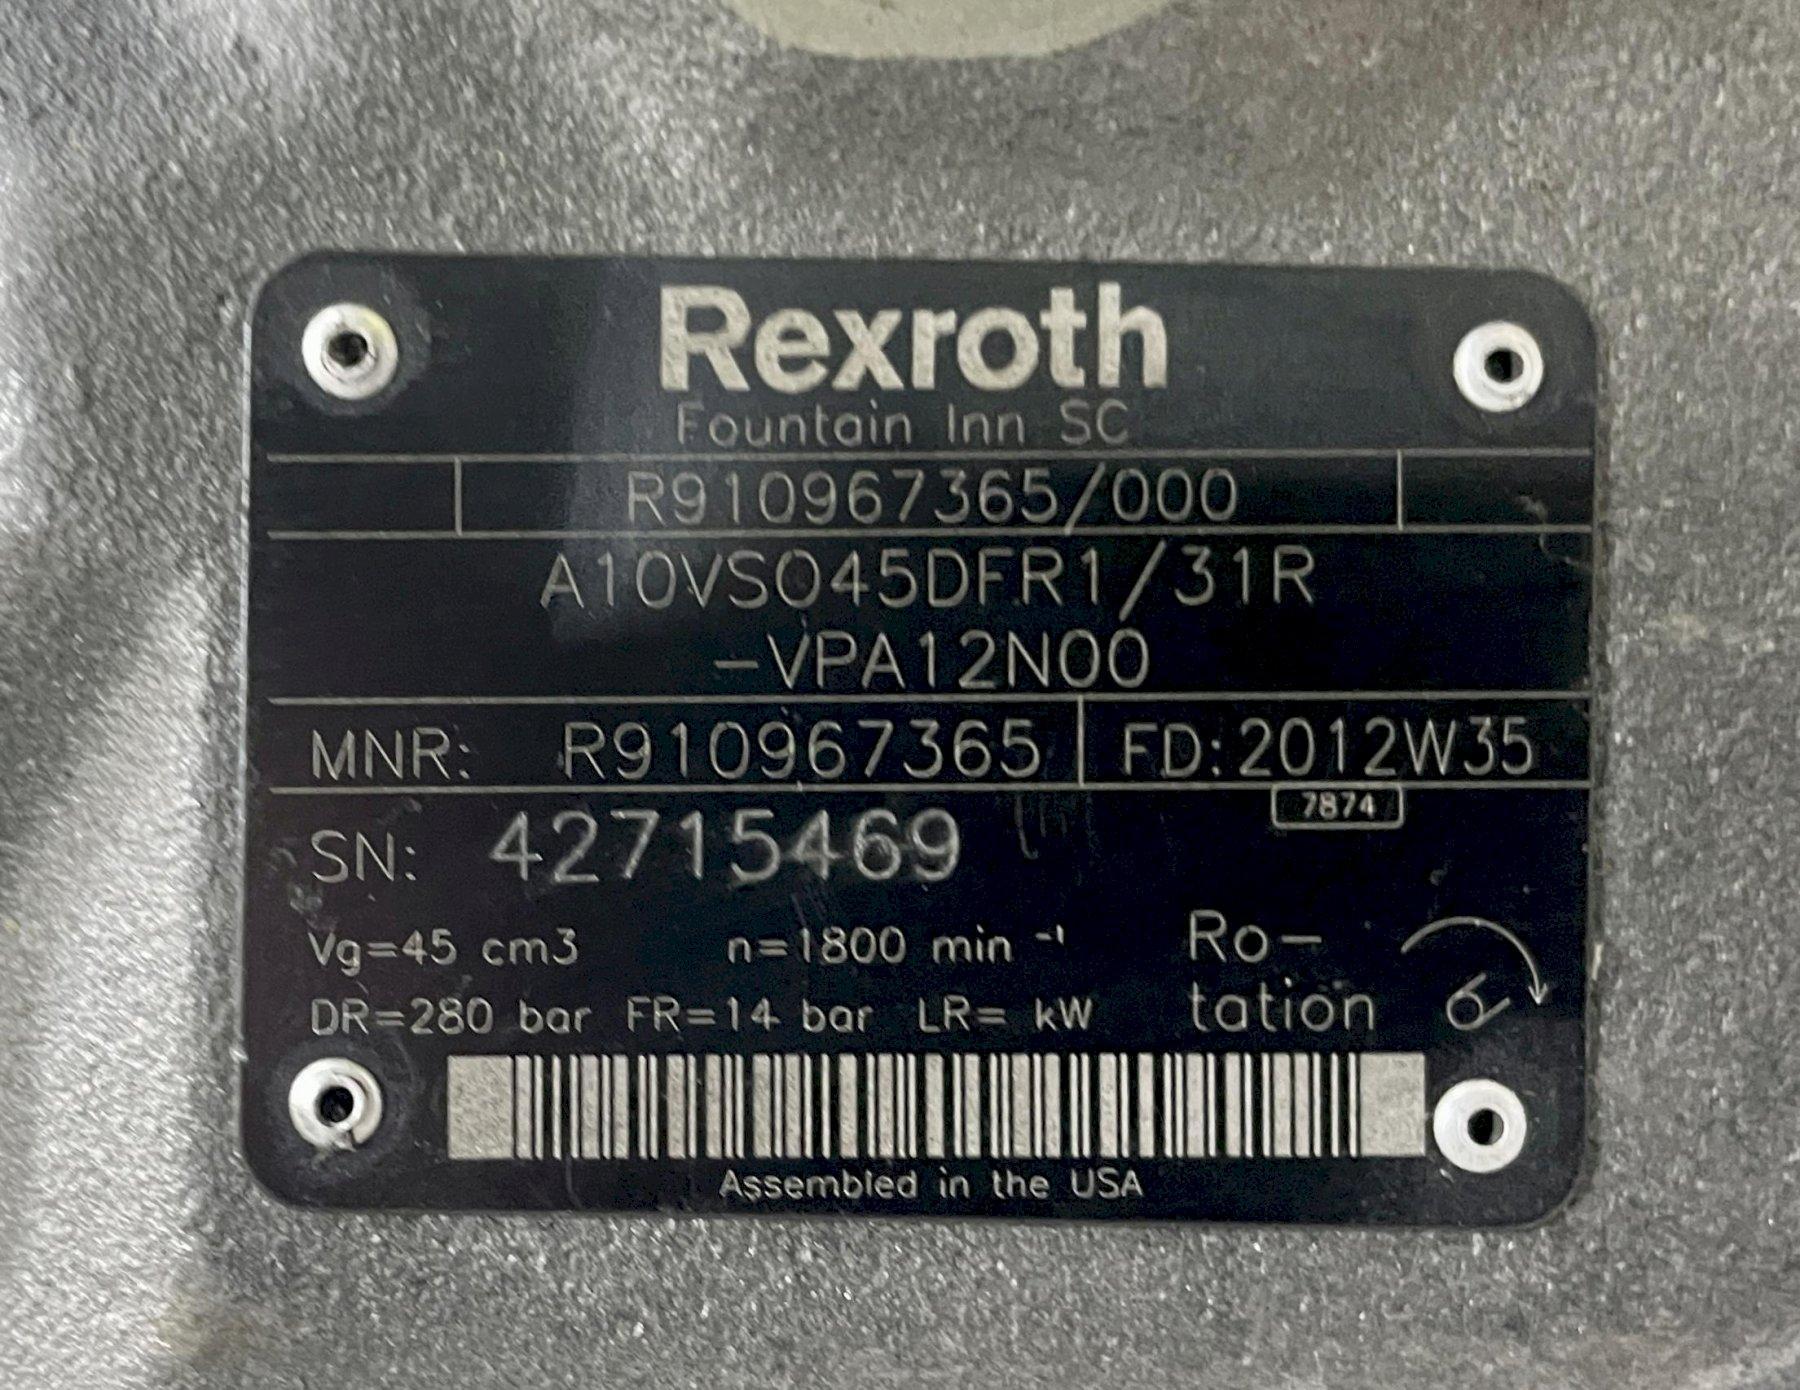 Rexroth
Fountain Inn SC
R910967365/000
A10VSO45DFR1/31R
-VPA12N00
MNR: R910967365 FD: 2012W35
7874
SN: 42715469
Vg=45 cm3 n=1800 min -1
Ro-
tation
DR=280 bar FR=14 bar LR= kW
Assembled in the USA